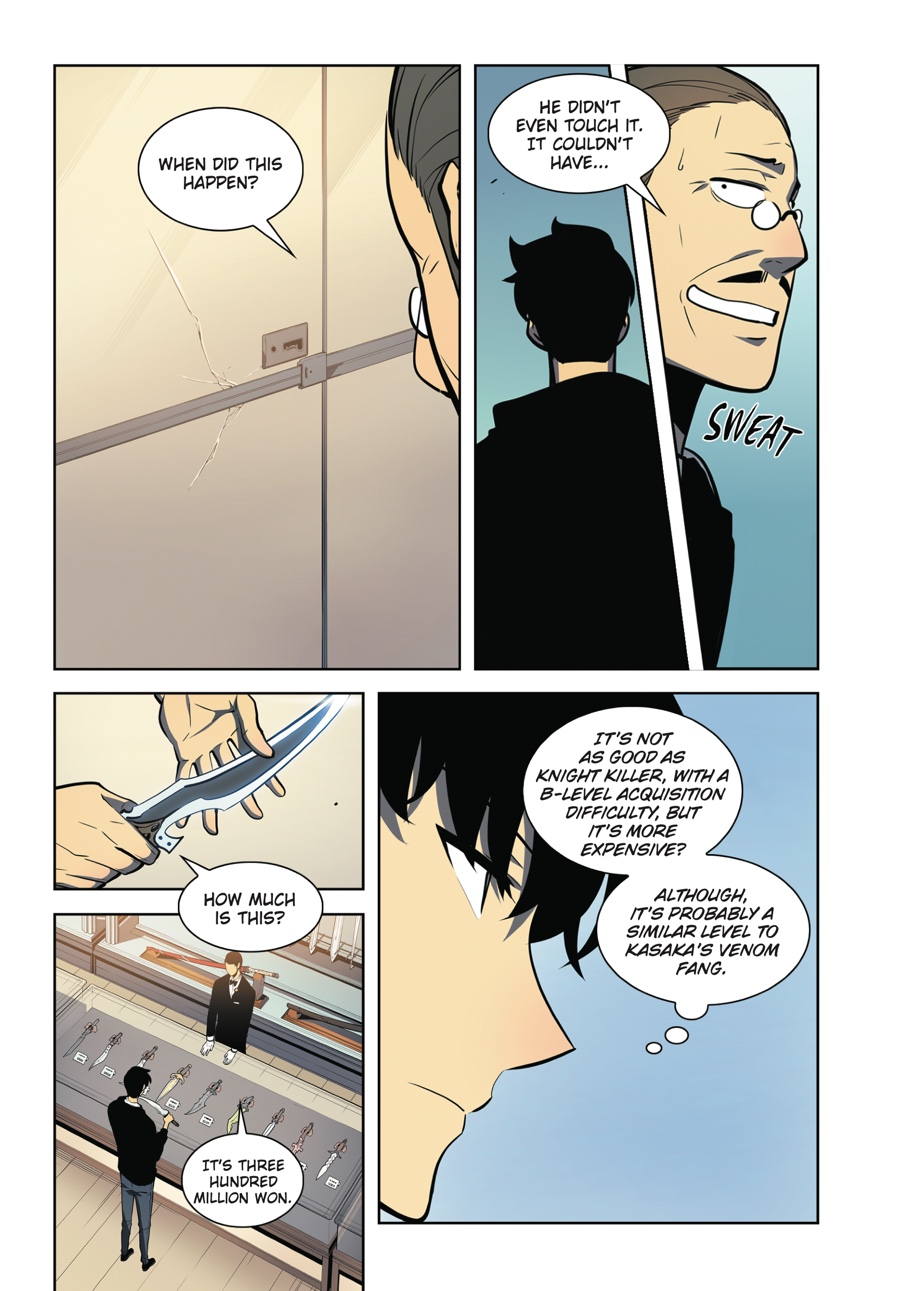 WHEN DID THIS
HAPPEN?
HE DIDN'T
EVEN TOUCH IT.
IT COULDN'T
HAVE...
SWEAT
HOW MUCH
IS THIS?
IT'S THREE
HUNDRED
MILLION WON.
IT'S NOT
AS GOOD AS
KNIGHT KILLER, WITH A
B-LEVEL ACQUISITION
DIFFICULTY, BUT
IT'S MORE
EXPENSIVE?
ALTHOUGH,
IT'S PROBABLY A
SIMILAR LEVEL TO
KASAKA'S VENOM
FANG.